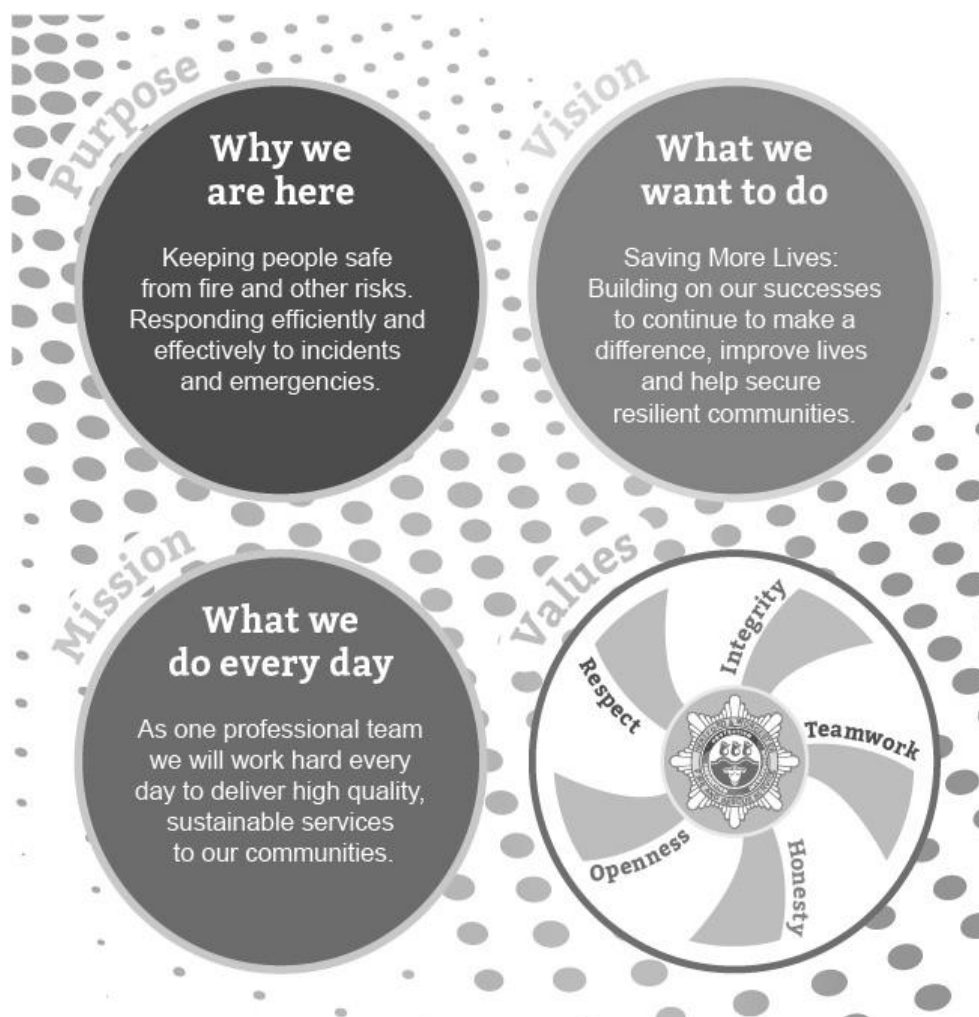 Purpose
Why we
are here
Keeping people safe
from fire and other risks.
Responding efficiently and
effectively to incidents
and emergencies.
Vision
What we
want to do
Saving More Lives:
Building on our successes
to continue to make a
difference, improve lives
and help secure
resilient communities.
Mission
What we
do every day
As one professional team
we will work hard every
day to deliver high quality,
sustainable services
to our communities.
Values
Integrity
Respect
Teamwork
Openness
Honesty